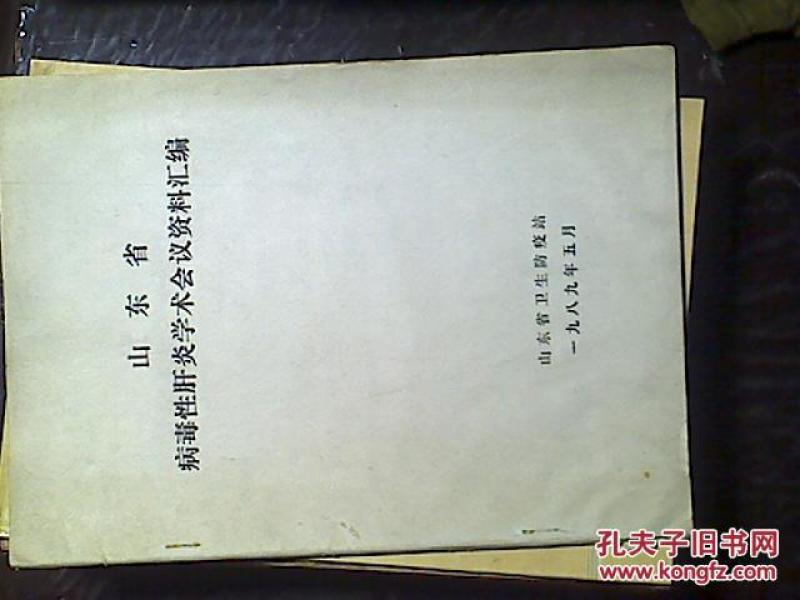 山东省
病毒性肝炎学术会议资料汇编
山东省卫生防疫站
一九八九年五月
孔夫子旧书网
www.kongfz.com